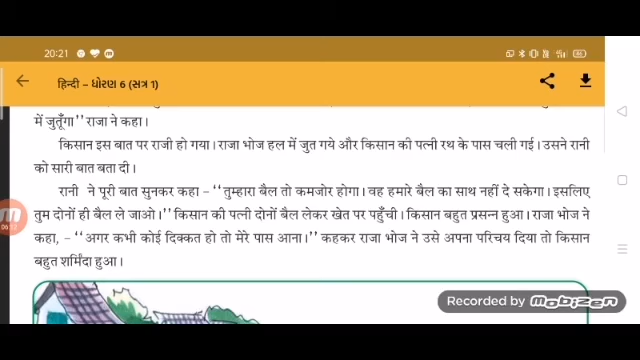 20:21
हिन्दी – ધોરણ 6 (સત્ર 1)
में जुतूँगा” राजा ने कहा।
किसान इस बात पर राजी हो गया। राजा भोज हल में जुत गये और किसान की पत्नी रथ के पास चली गई। उसने रानी
को सारी बात बता दी।
रानी ने पूरी बात सुनकर कहा – “तुम्हारा बैल तो कमजोर होगा। वह हमारे बैल का साथ नहीं दे सकेगा। इसलिए
तुम दोनों ही बैल ले जाओ।” किसान की पत्नी दोनों बैल लेकर खेत पर पहुँची। किसान बहुत प्रसन्न हुआ। राजा भोज ने
कहा, – “अगर कभी कोई दिक्कत हो तो मेरे पास आना।” कहकर राजा भोज ने उसे अपना परिचय दिया तो किसान
बहुत शर्मिंदा हुआ।
Recorded by Mobizen